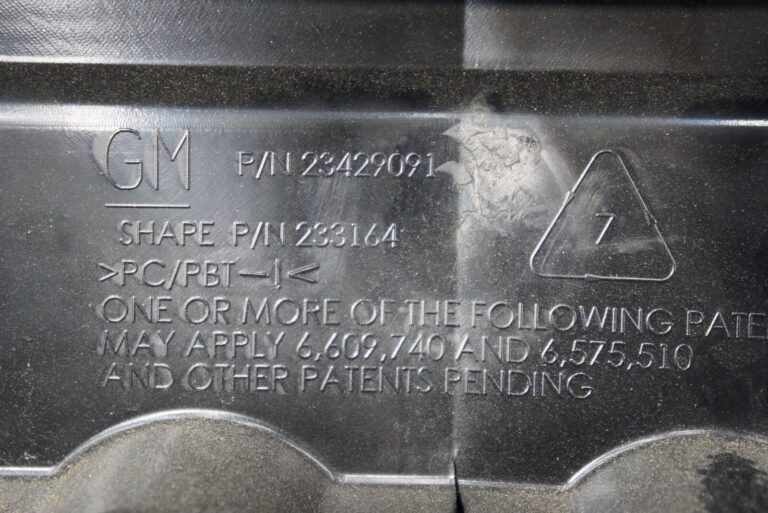 GM P/N 23429091
7
SHAPE P/N 233164
>PC/PBT-I<
ONE OR MORE OF THE FOLLOWING
MAY APPLY 6,609,740 AND 6,575,510
AND OTHER PATENTS PENDING